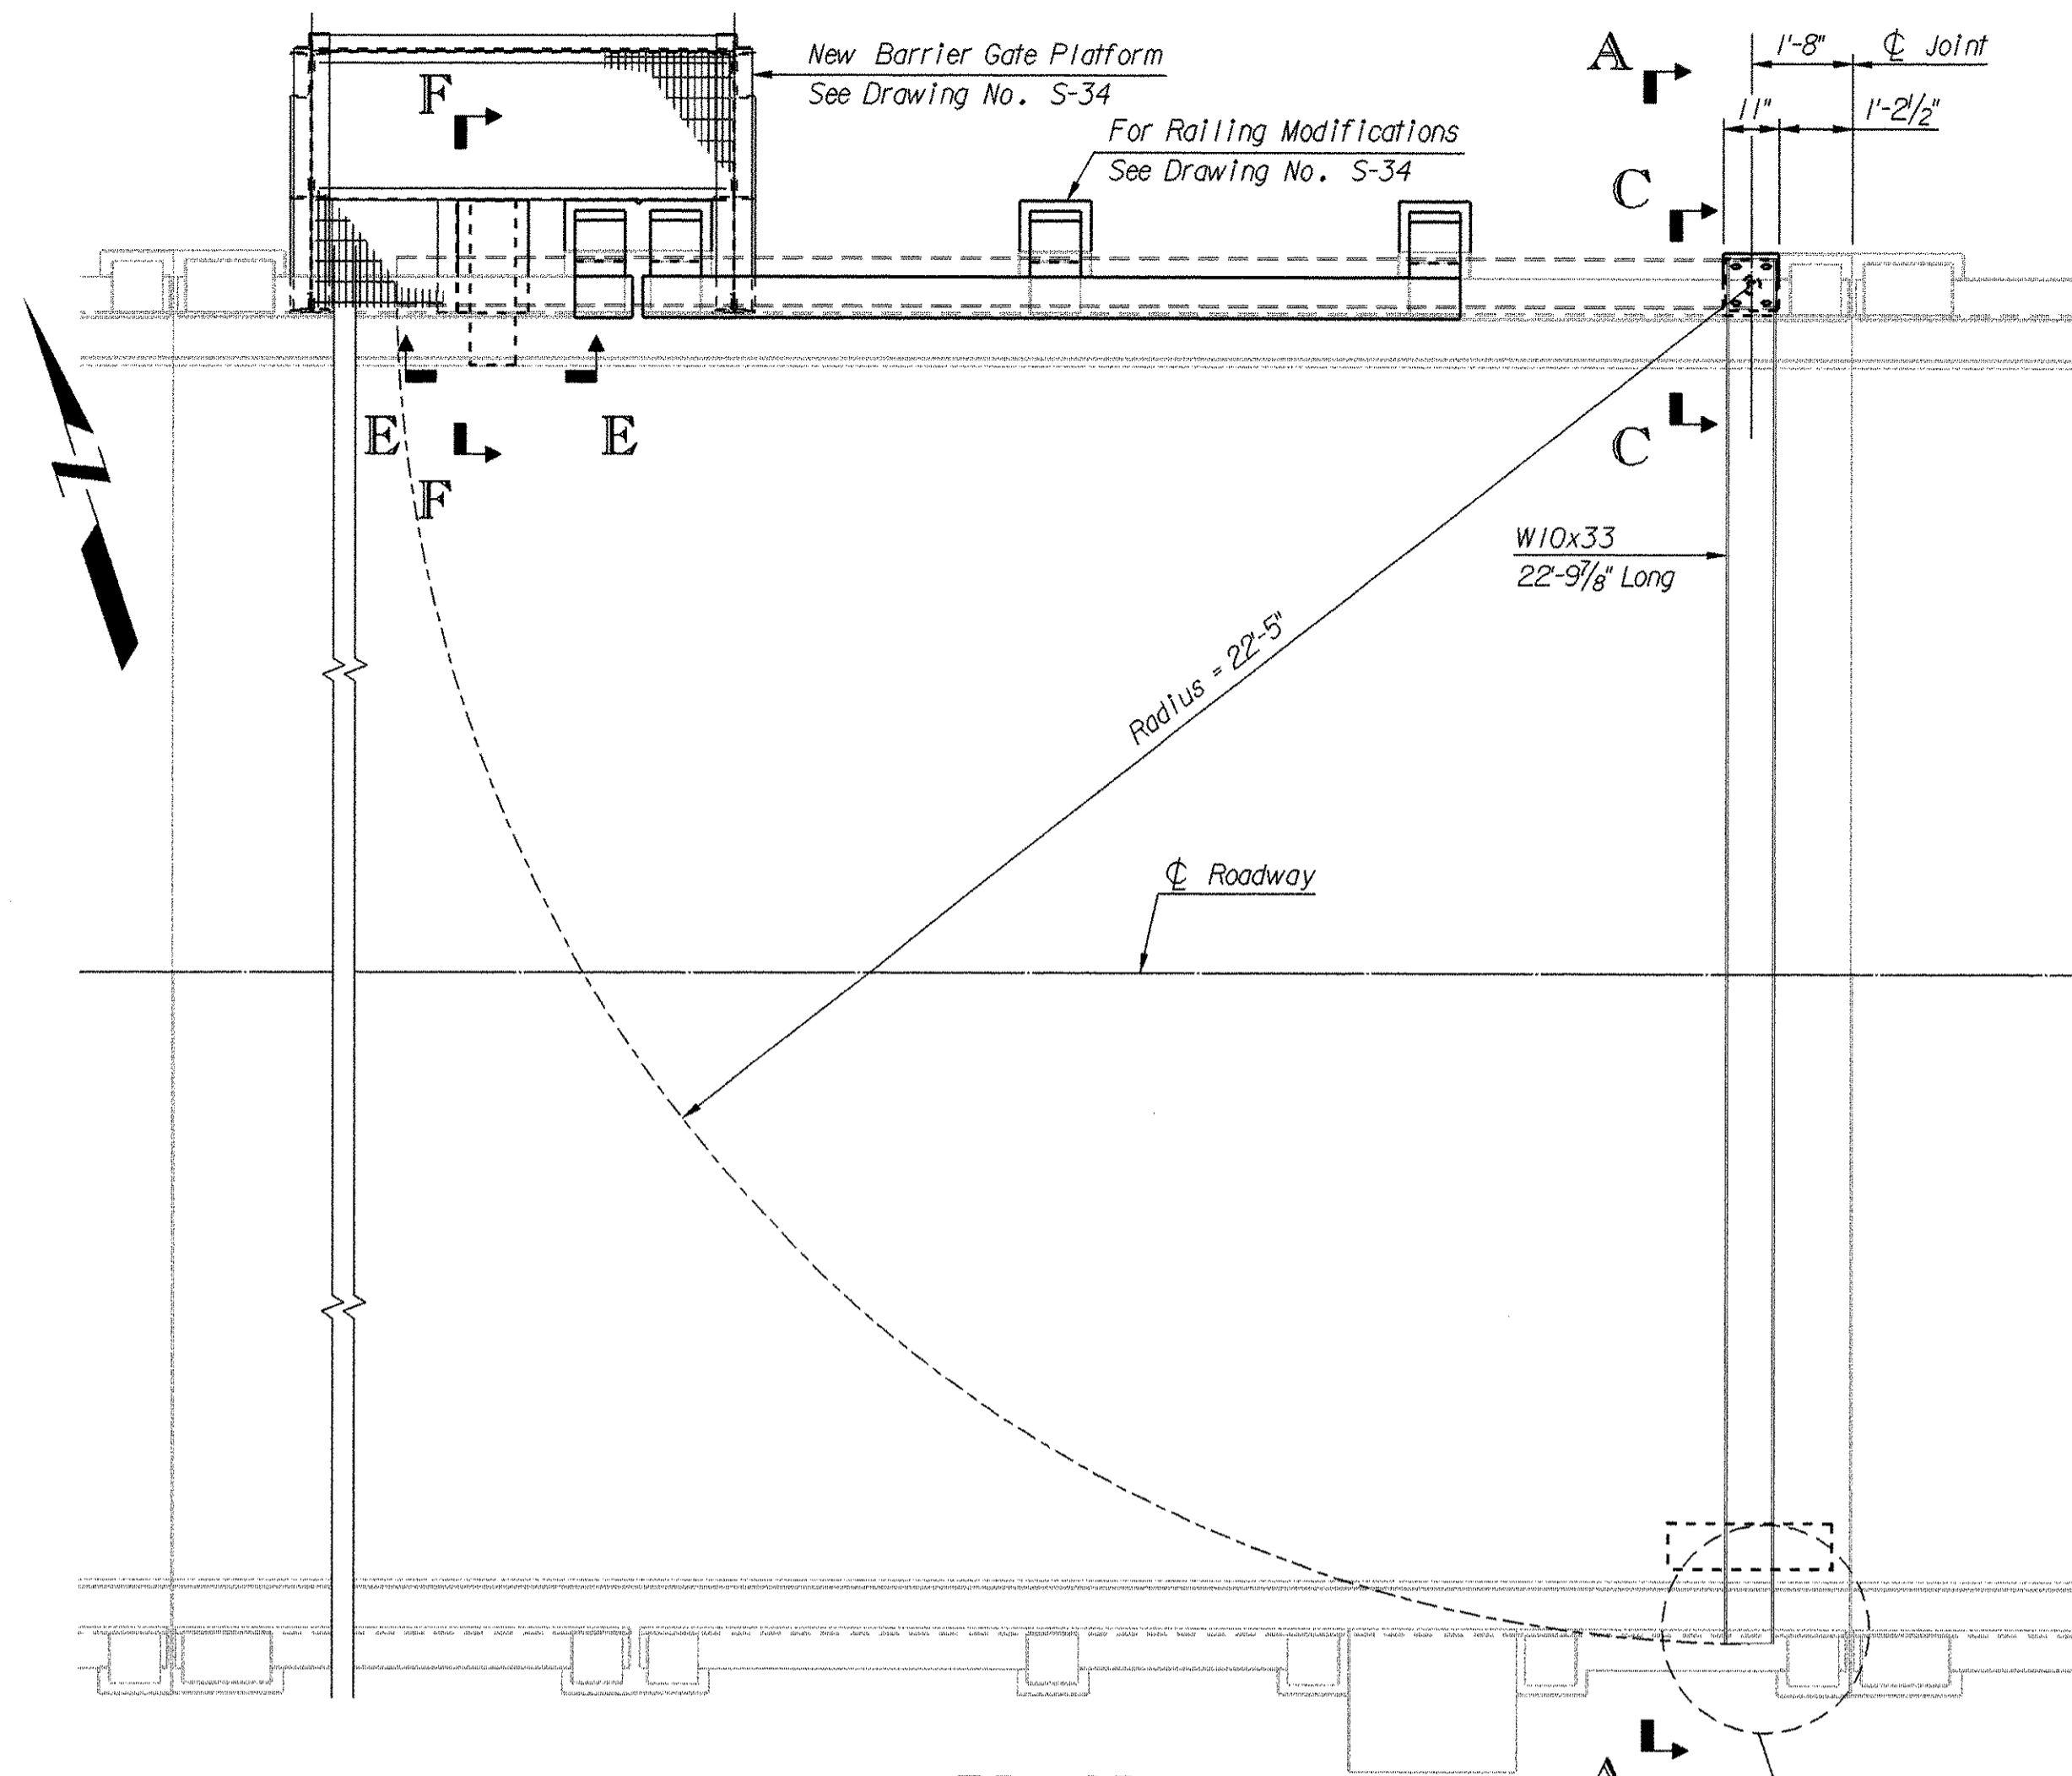 New Barrier Gate Platform
See Drawing No. S-34
A
1'-8"
℄ Joint
F
11"
1'-2½"
For Railing Modifications
See Drawing No. S-34
C
E
E
C
F
W10x33
22'-9⅞" Long
Radius = 22'-5"
℄ Roadway
A